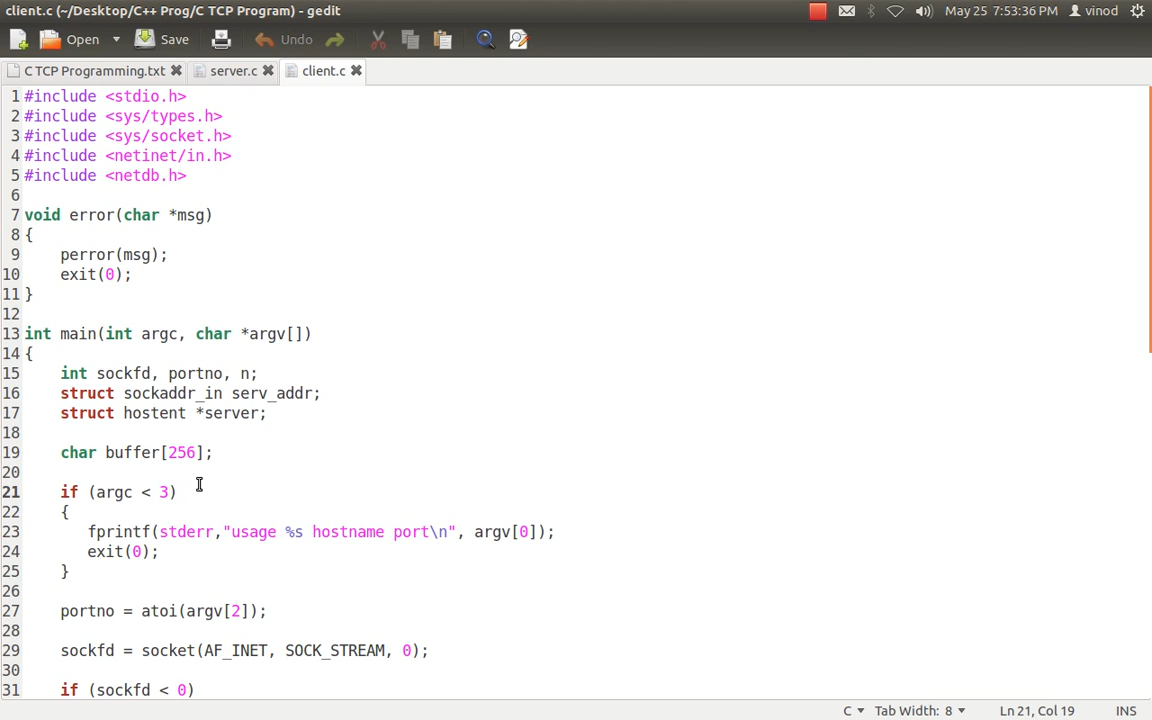 client.c (~/Desktop/C++ Prog/C TCP Program) - gedit
May 25 7:53:36 PM vinod
Open Save Undo
C TCP Programming.txt server.c client.c
1 #include <stdio.h>
2 #include <sys/types.h>
3 #include <sys/socket.h>
4 #include <netinet/in.h>
5 #include <netdb.h>
6
7 void error(char *msg)
8 {
9     perror(msg);
10     exit(0);
11 }
12
13 int main(int argc, char *argv[])
14 {
15     int sockfd, portno, n;
16     struct sockaddr_in serv_addr;
17     struct hostent *server;
18
19     char buffer[256];
20
21     if (argc < 3)
22     {
23        fprintf(stderr,"usage %s hostname port\n", argv[0]);
24        exit(0);
25     }
26
27     portno = atoi(argv[2]);
28
29     sockfd = socket(AF_INET, SOCK_STREAM, 0);
30
31     if (sockfd < 0)
C Tab Width: 8 Ln 21, Col 19 INS